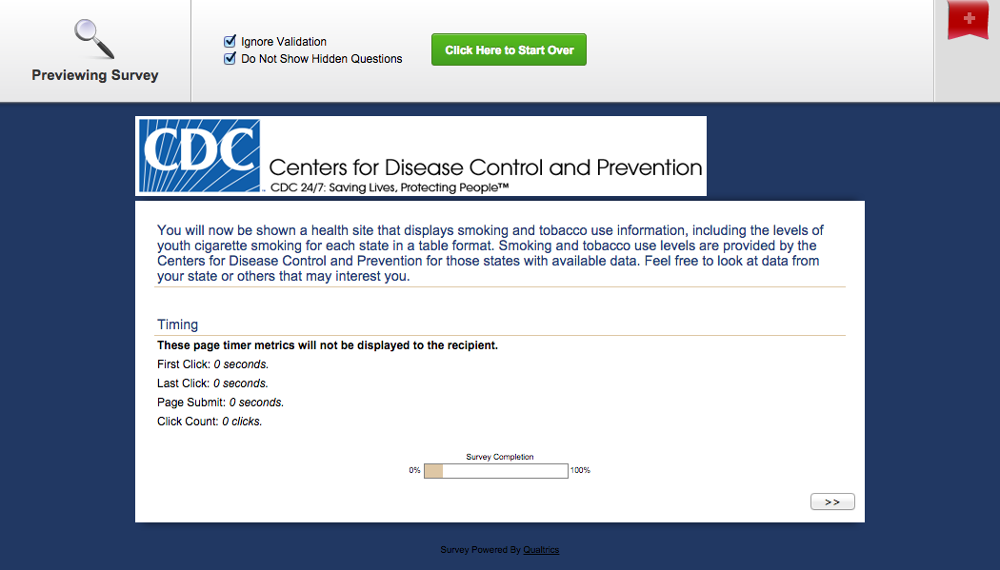 Previewing Survey
Ignore Validation
Do Not Show Hidden Questions
Click Here to Start Over
CDC
Centers for Disease Control and Prevention
CDC 24/7: Saving Lives, Protecting People™
You will now be shown a health site that displays smoking and tobacco use information, including the levels of
youth cigarette smoking for each state in a table format. Smoking and tobacco use levels are provided by the
Centers for Disease Control and Prevention for those states with available data. Feel free to look at data from
your state or others that may interest you.
Timing
These page timer metrics will not be displayed to the recipient.
First Click: 0 seconds.
Last Click: 0 seconds.
Page Submit: 0 seconds.
Click Count: 0 clicks.
Survey Completion
0% 100%
>>
Survey Powered By Qualtrics